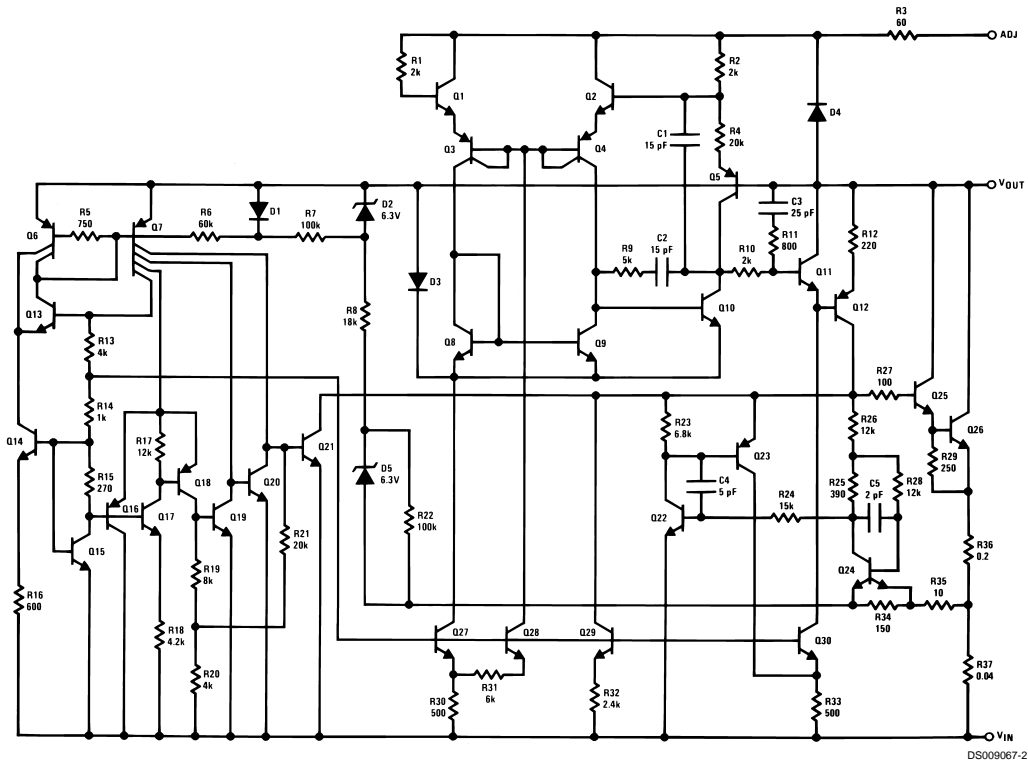 R3
60
ADJ
R1
2k
R2
2k
Q1
Q2
D4
C1
15 pF
R4
20k
Q3
Q4
Q5
VOUT
R5
750
R6
60k
D1
R7
100k
D2
6.3V
C3
25 pF
Q6
Q7
R11
800
R12
220
R9
5k
C2
15 pF
R10
2k
Q11
D3
Q10
Q12
Q13
R8
18k
R13
4k
Q8
Q9
R27
100
Q25
R14
1k
R23
6.8k
R26
12k
Q14
R17
12k
Q21
Q23
Q26
Q18
Q20
D5
6.3V
R29
250
R15
270
C4
5 pF
R25
390
C5
2 pF
R28
12k
R24
15k
Q16
Q17
Q19
R22
100k
Q22
Q15
R21
20k
R36
0.2
R19
8k
Q24
R35
10
R16
600
R34
150
R18
4.2k
Q27
Q28
Q29
Q30
R20
4k
R37
0.04
R31
6k
R30
500
R32
2.4k
R33
500
VIN
DS009067-2